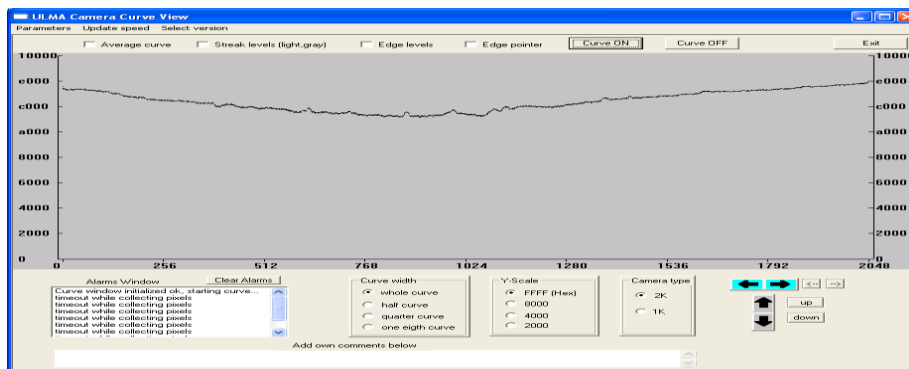 ULMA Camera Curve View
Parameters Update speed Select version
Average curve Streak levels (light,gray) Edge levels Edge pointer Curve ON Curve OFF Exit
10000 10000
e000 e000
c000 c000
a000 a000
8000 8000
6000 6000
4000 4000
2000 2000
0 0
0 256 512 768 1024 1280 1536 1792 2048
Alarms Window Clear Alarms
Curve window initialized ok, starting curve...
timeout while collecting pixels
timeout while collecting pixels
timeout while collecting pixels
timeout while collecting pixels
timeout while collecting pixels
Curve width
whole curve
half curve
quarter curve
one eigth curve
Y-Scale
FFFF (Hex)
8000
4000
2000
Camera type
2K
1K
<-- -->
up
down
Add own comments below